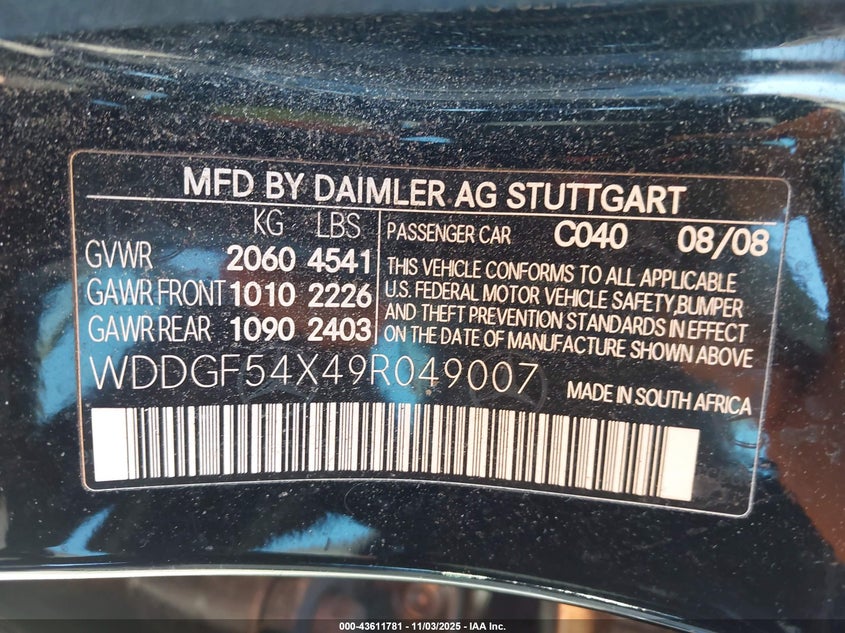 MFD BY DAIMLER AG STUTTGART
KG LBS
GVWR 2060 4541
GAWR FRONT 1010 2226
GAWR REAR 1090 2403
PASSENGER CAR C040 08/08
THIS VEHICLE CONFORMS TO ALL APPLICABLE
U.S. FEDERAL MOTOR VEHICLE SAFETY,BUMPER
AND THEFT PREVENTION STANDARDS IN EFFECT
ON THE DATE OF MANUFACTURE SHOWN ABOVE
WDDGF54X49R049007
MADE IN SOUTH AFRICA
000-43611781 - 11/03/2025 - IAA Inc.